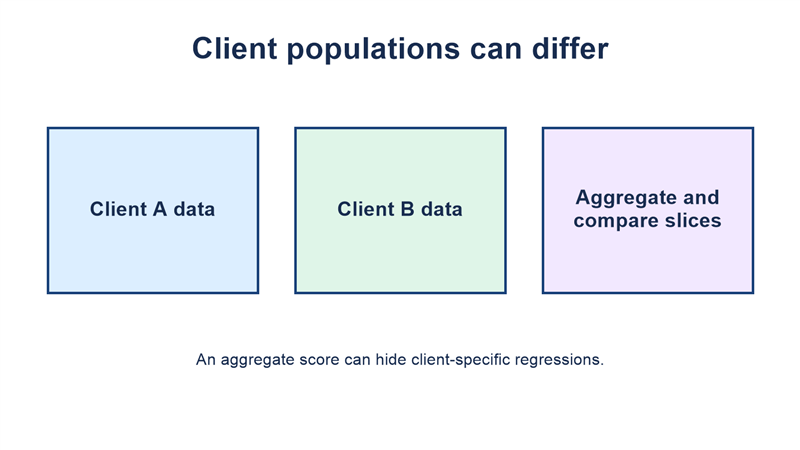 Client populations can differ
Client A data
Client B data
Aggregate and
compare slices
An aggregate score can hide client-specific regressions.